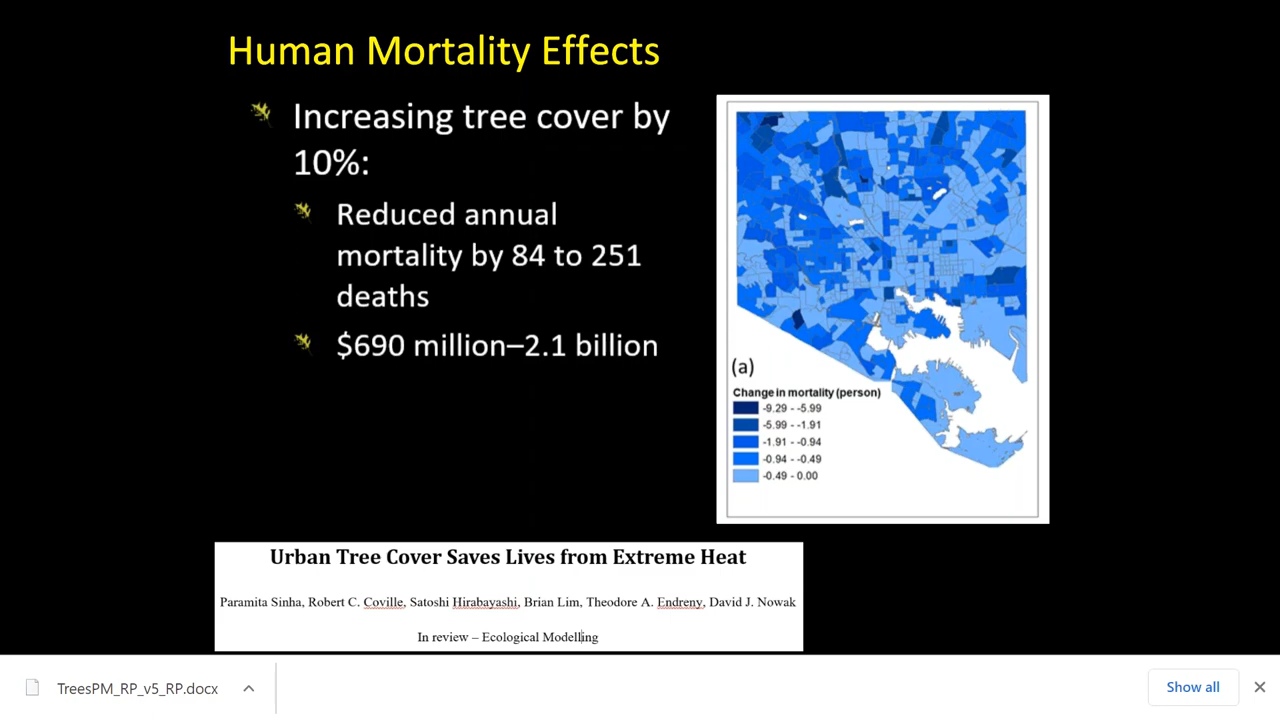 Human Mortality Effects
Increasing tree cover by
10%:
Reduced annual
mortality by 84 to 251
deaths
$690 million–2.1 billion
(a)
Change in mortality (person)
-9.29 - -5.99
-5.99 - -1.91
-1.91 - -0.94
-0.94 - -0.49
-0.49 - 0.00
Urban Tree Cover Saves Lives from Extreme Heat
Paramita Sinha, Robert C. Coville, Satoshi Hirabayashi, Brian Lim, Theodore A. Endreny, David J. Nowak
In review – Ecological Modelling
TreesPM_RP_v5_RP.docx
Show all